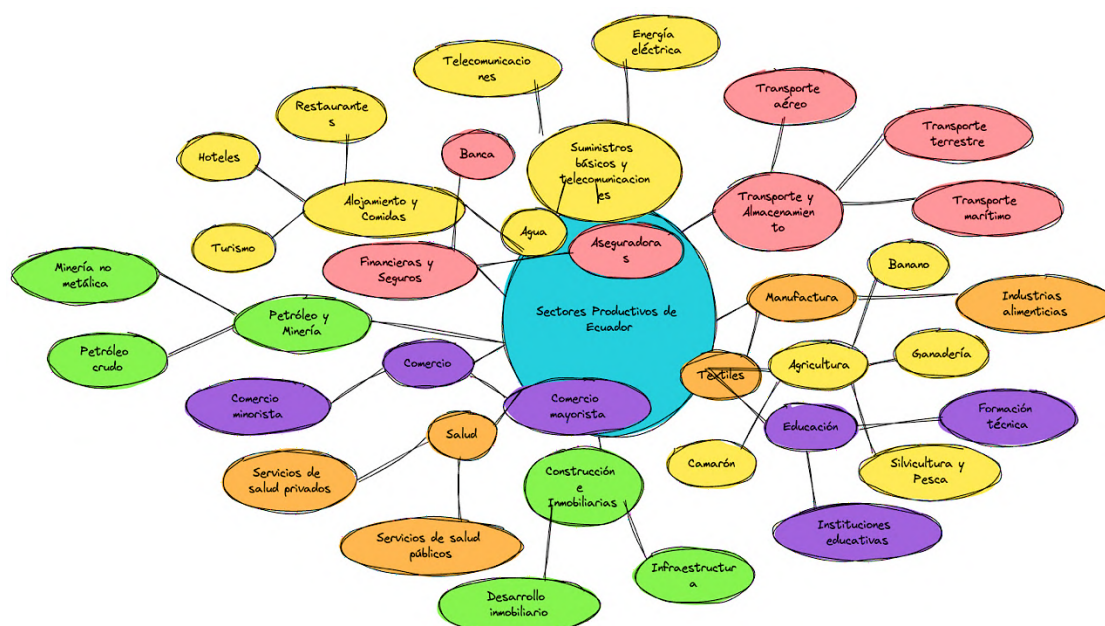 Energía
eléctrica
Telecomunicacio
nes
Transporte
aéreo
Restaurante
s
Transporte
terrestre
Hoteles
Banca
Suministros
básicos y
telecomunicacion
es
Alojamiento y
Comidas
Transporte y
Almacenamie
nto
Transporte
marítimo
Turismo
Agua
Aseguradora
s
Financieras y
Seguros
Banano
Minería no
metálica
Manufactura
Industrias
alimenticias
Petróleo y
Minería
Sectores Productivos de
Ecuador
Petróleo
crudo
Comercio
Textiles
Agricultura
Ganadería
Comercio
minorista
Comercio
mayorista
Educación
Formación
técnica
Salud
Servicios de
salud privados
Construcción
e
Inmobiliarias
Camarón
Silvicultura y
Pesca
Servicios de salud
públicos
Instituciones
educativas
Infraestructur
a
Desarrollo
inmobiliario